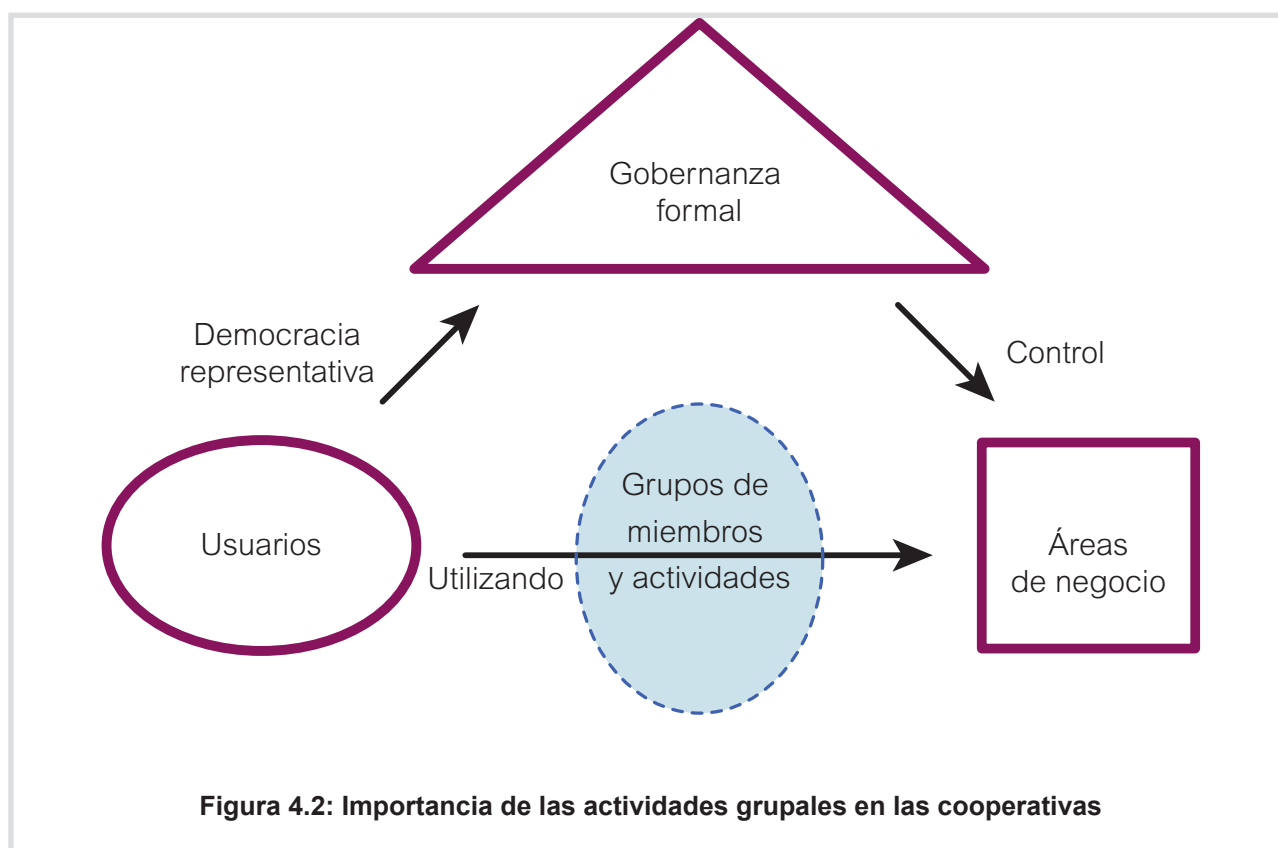 Gobernanza
formal
Democracia
representativa
Control
Usuarios
Utilizando
Grupos de
miembros
y actividades
Áreas
de negocio
Figura 4.2: Importancia de las actividades grupales en las cooperativas